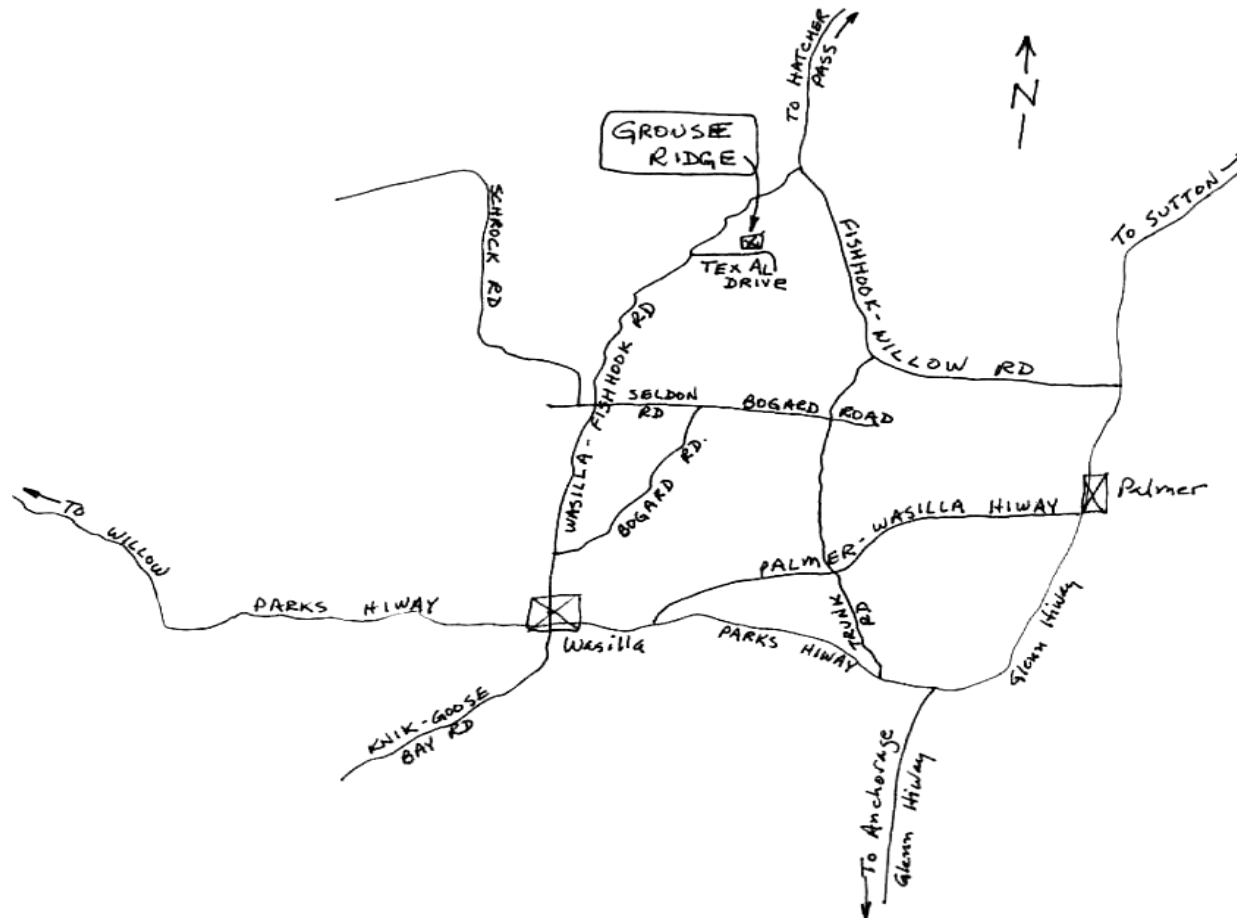 TO HATCHER
PASS
-N→
GROUSE
RIDGE
SCHROCK RD
TO SUTTON
TEX AL
DRIVE
FISHHOOK-WILLOW RD
WASILLA-FISHHOOK RD
SELDON
RD
BOGARD ROAD
BOGARD RD.
TO WILLOW
Palmer
PALMER-WASILLA HIWAY
PARKS HIWAY
Wasilla
PARKS HIWAY
TRUNK
RD
Glenn Hiway
KNIK-GOOSE
BAY RD
TO Anchorage
Glenn HiWay